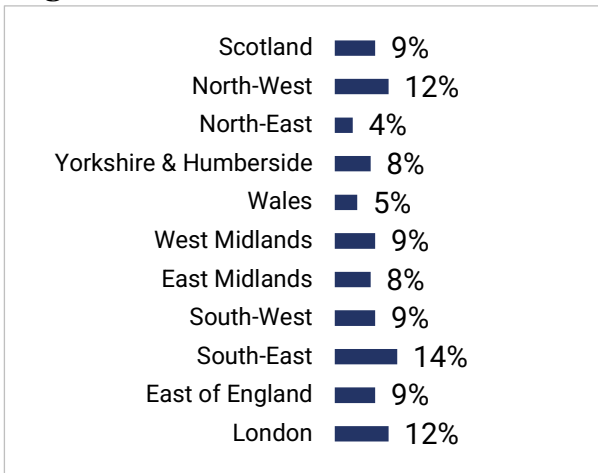 Scotland 9%
North-West 12%
North-East 4%
Yorkshire & Humberside 8%
Wales 5%
West Midlands 9%
East Midlands 8%
South-West 9%
South-East 14%
East of England 9%
London 12%